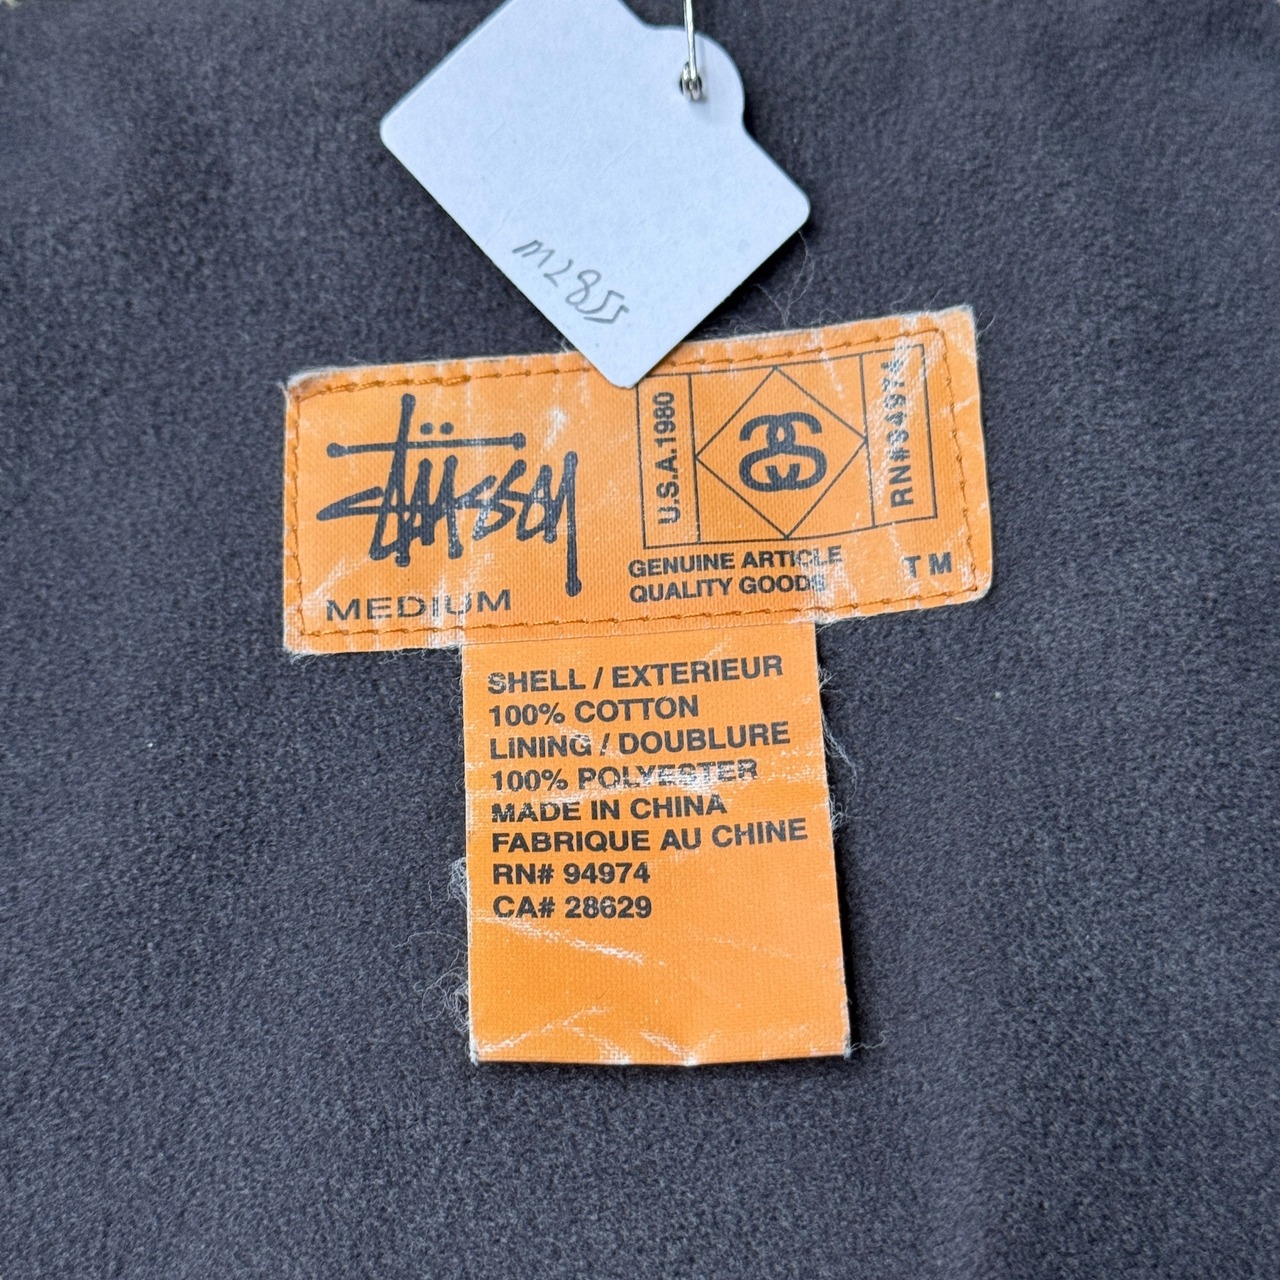 m2855
STÜSSY
MEDIUM
U.S.A.1980
RN#94974
GENUINE ARTICLE
QUALITY GOODS
TM
SHELL / EXTERIEUR
100% COTTON
LINING / DOUBLURE
100% POLYESTER
MADE IN CHINA
FABRIQUE AU CHINE
RN# 94974
CA# 28629